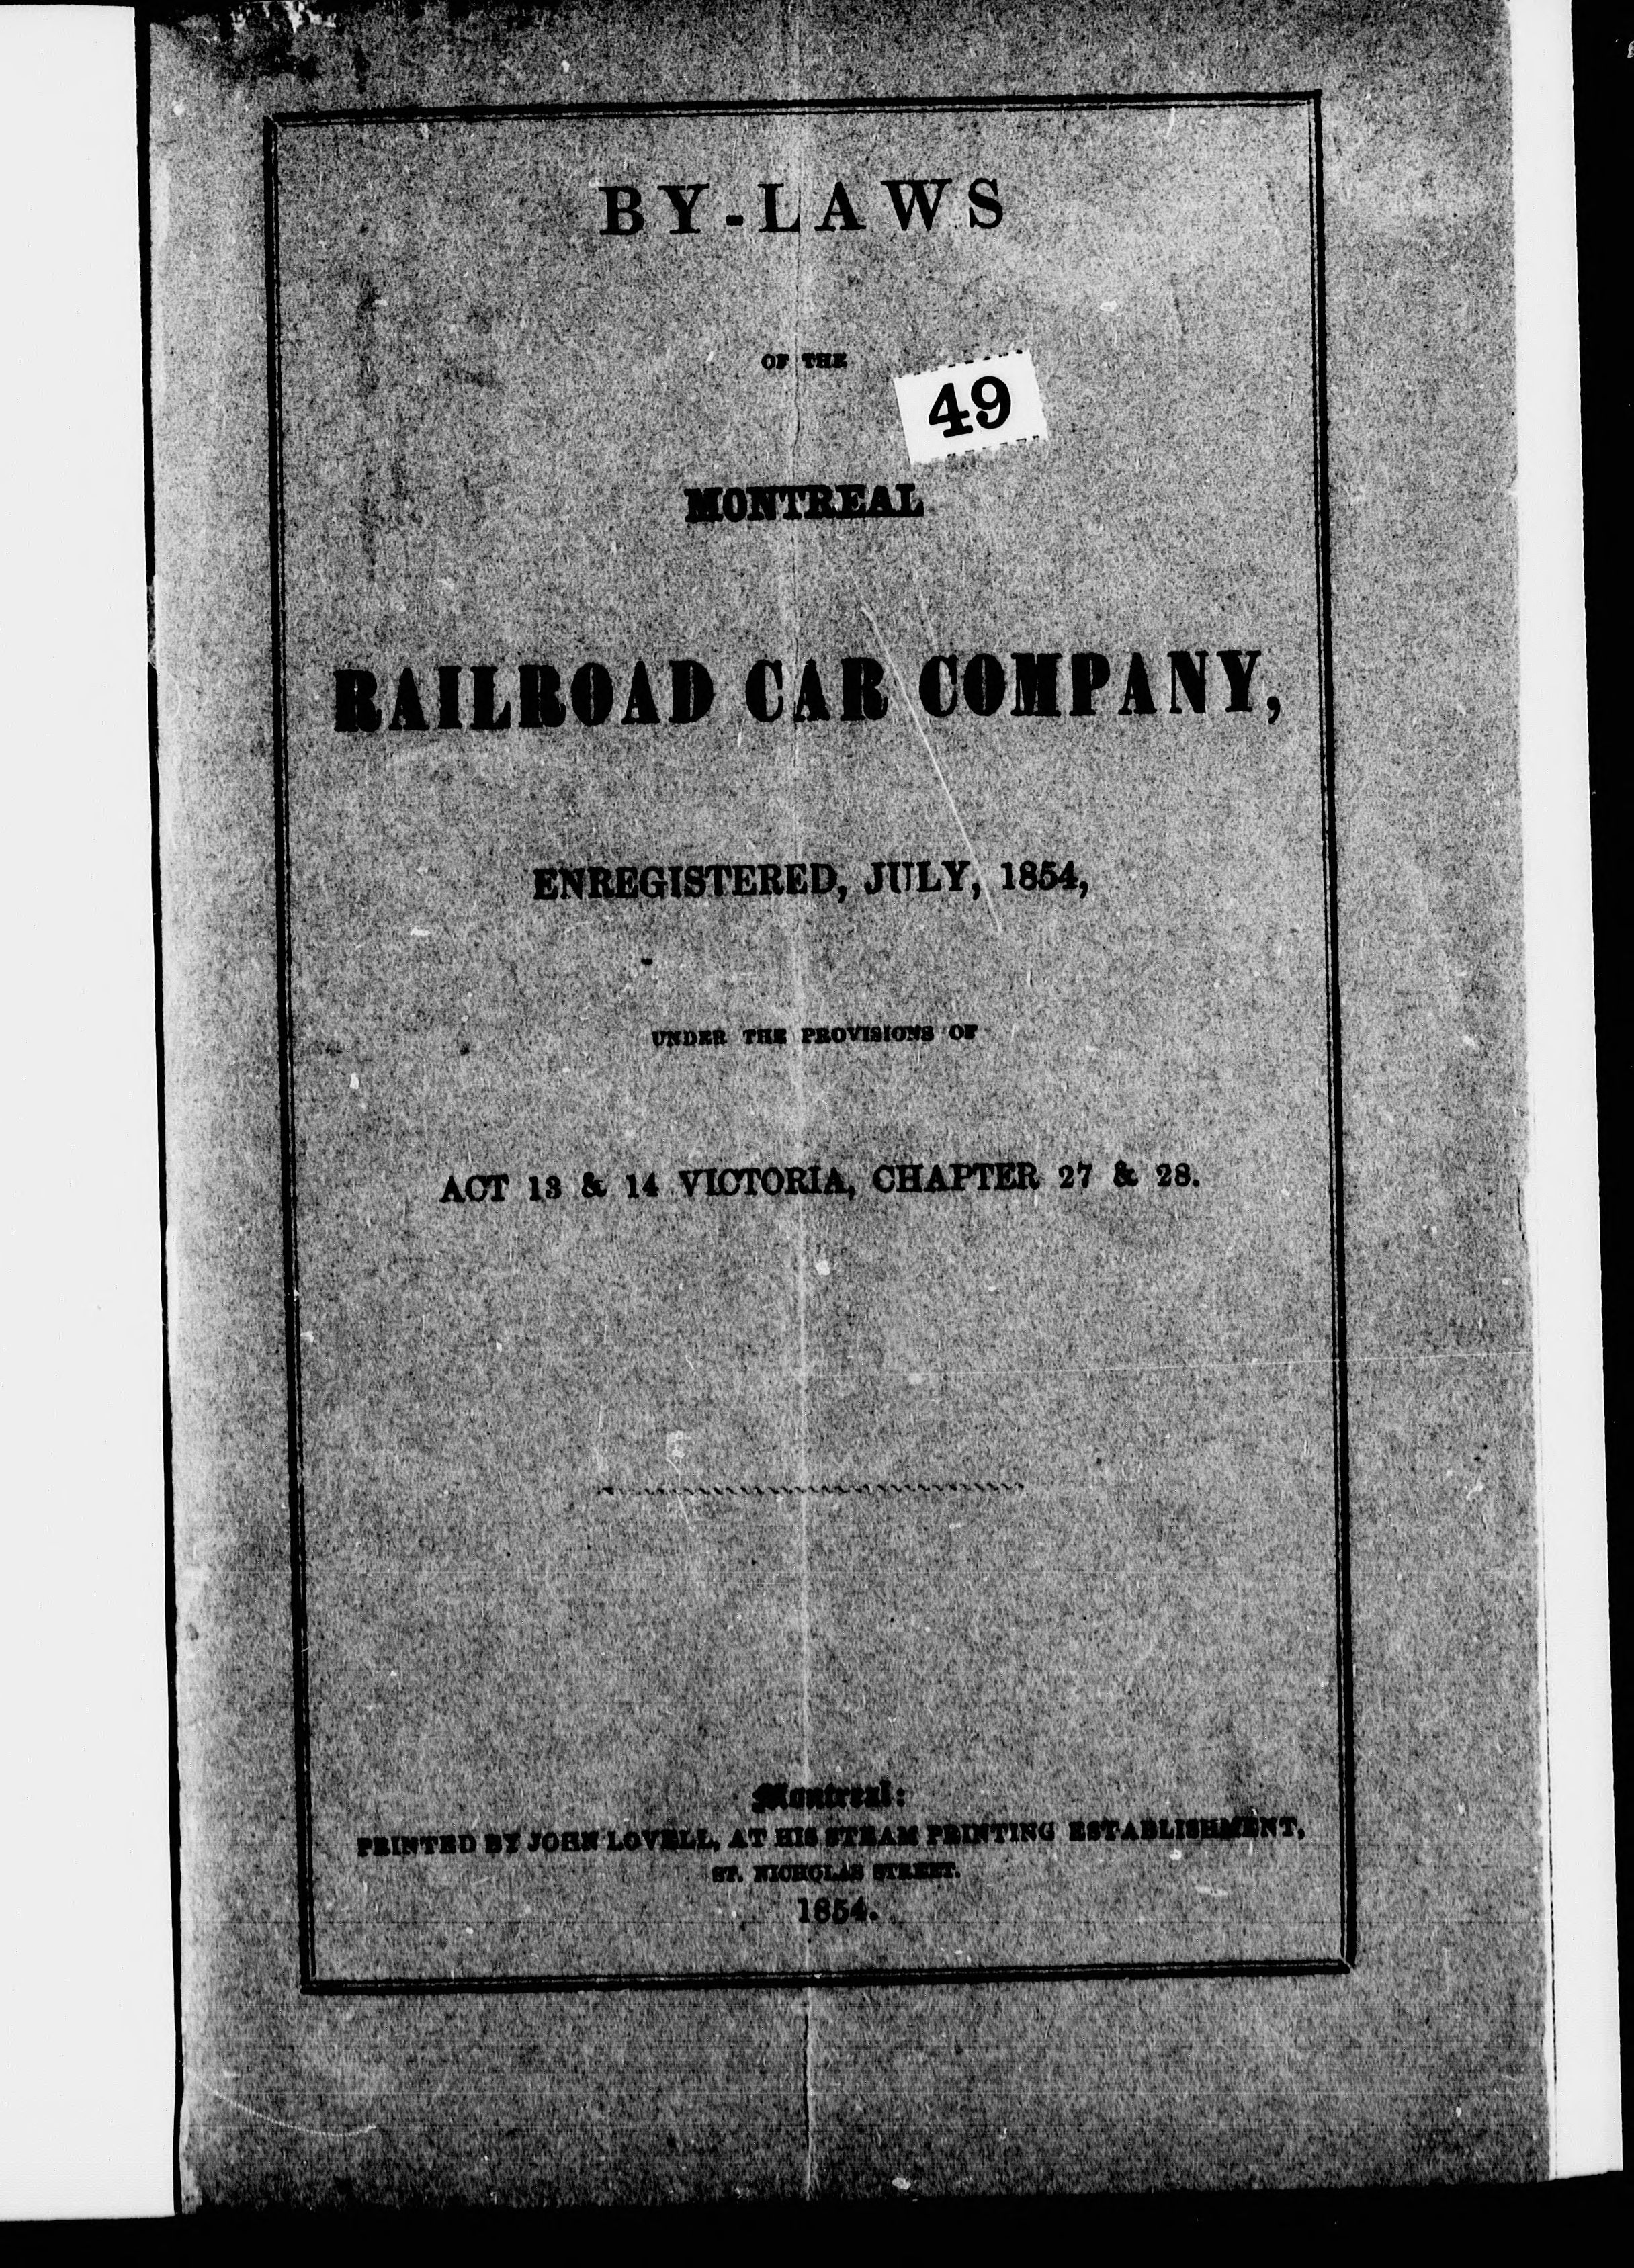 BY-LAWS
OF THE
49
MONTREAL
RAILROAD CAR COMPANY,
ENREGISTERED, JULY, 1854,
UNDER THE PROVISIONS OF
ACT 13 & 14 VICTORIA, CHAPTER 27 & 28.
Montreal:
PRINTED BY JOHN LOVELL, AT HIS STEAM PRINTING ESTABLISHMENT,
ST. NICHOLAS STREET.
1854.